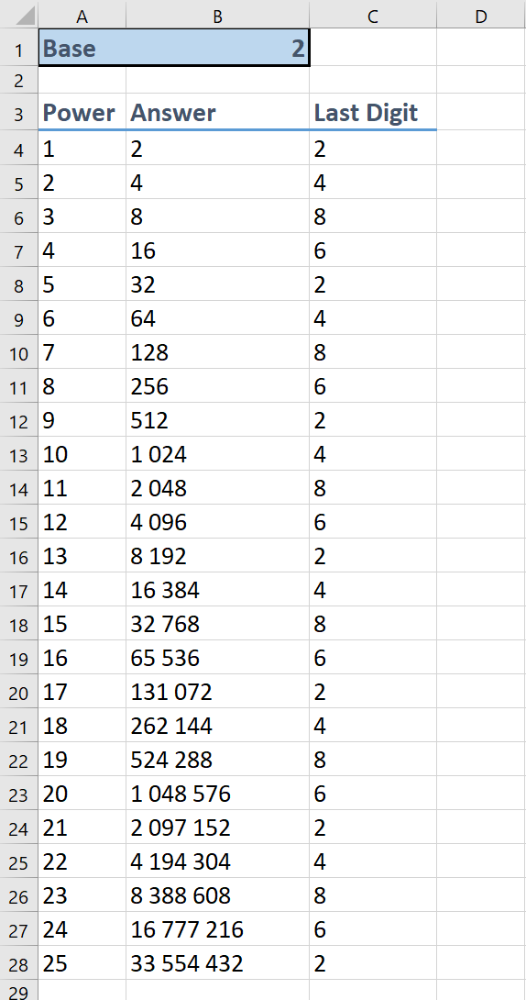 A B C D
1 Base 2
2
3 Power Answer Last Digit
4 1 2 2
5 2 4 4
6 3 8 8
7 4 16 6
8 5 32 2
9 6 64 4
10 7 128 8
11 8 256 6
12 9 512 2
13 10 1 024 4
14 11 2 048 8
15 12 4 096 6
16 13 8 192 2
17 14 16 384 4
18 15 32 768 8
19 16 65 536 6
20 17 131 072 2
21 18 262 144 4
22 19 524 288 8
23 20 1 048 576 6
24 21 2 097 152 2
25 22 4 194 304 4
26 23 8 388 608 8
27 24 16 777 216 6
28 25 33 554 432 2
29